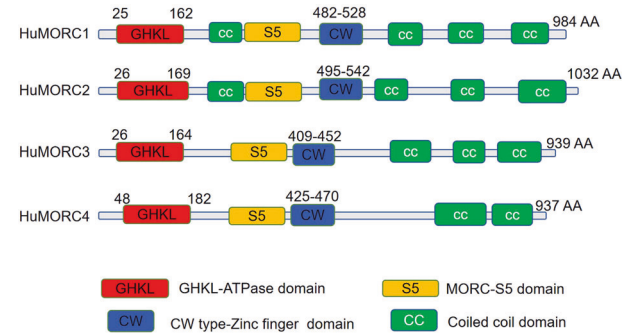 25 162 482-528 984 AA
HuMORC1 GHKL cc S5 CW cc cc cc
26 169 495-542 1032 AA
HuMORC2 GHKL cc S5 CW cc cc cc
26 164 409-452 939 AA
HuMORC3 GHKL S5 CW cc cc cc
48 182 425-470 937 AA
HuMORC4 GHKL S5 CW cc cc
GHKL GHKL-ATPase domain S5 MORC-S5 domain
CW CW type-Zinc finger domain CC Coiled coil domain